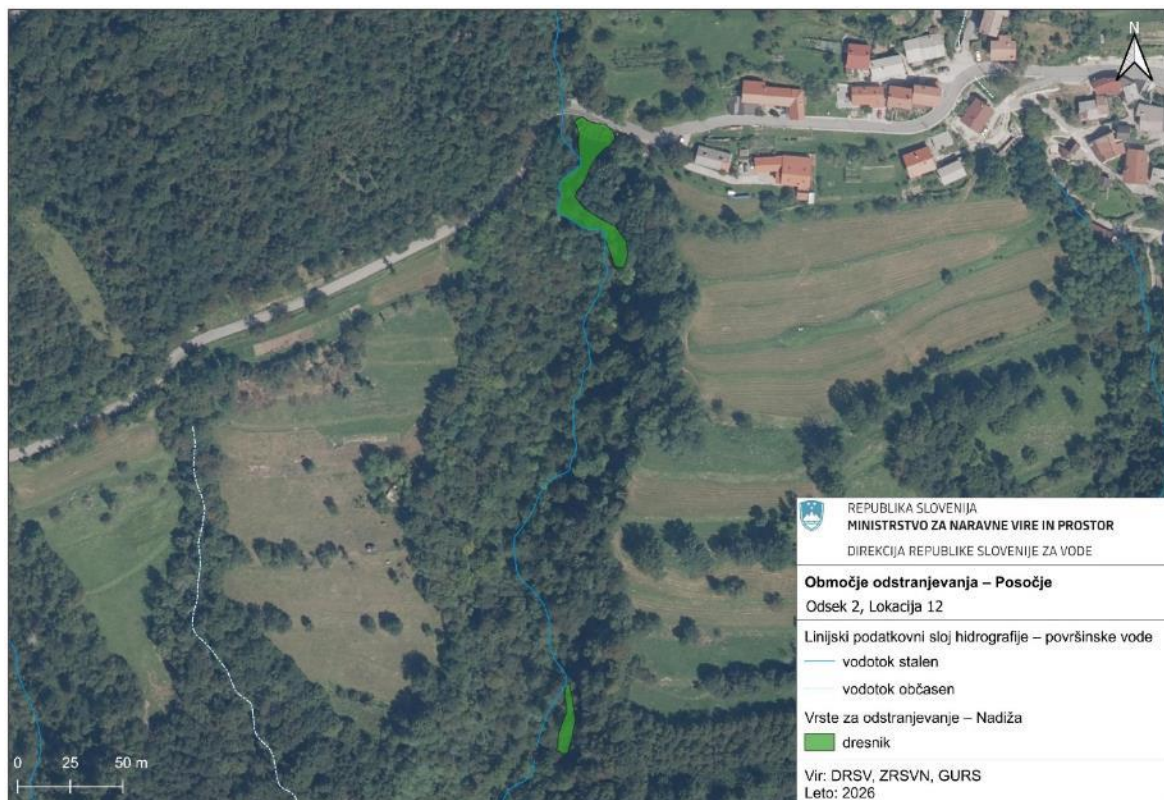 N
REPUBLIKA SLOVENIJA
MINISTRSTVO ZA NARAVNE VIRE IN PROSTOR
DIREKCIJA REPUBLIKE SLOVENIJE ZA VODE
Območje odstranjevanja – Posočje
Odsek 2, Lokacija 12
Linijski podatkovni sloj hidrografije – površinske vode
vodotok stalen
vodotok občasen
Vrste za odstranjevanje – Nadiža
dresnik
Vir: DRSV, ZRSVN, GURS
Leto: 2026
0 25 50 m